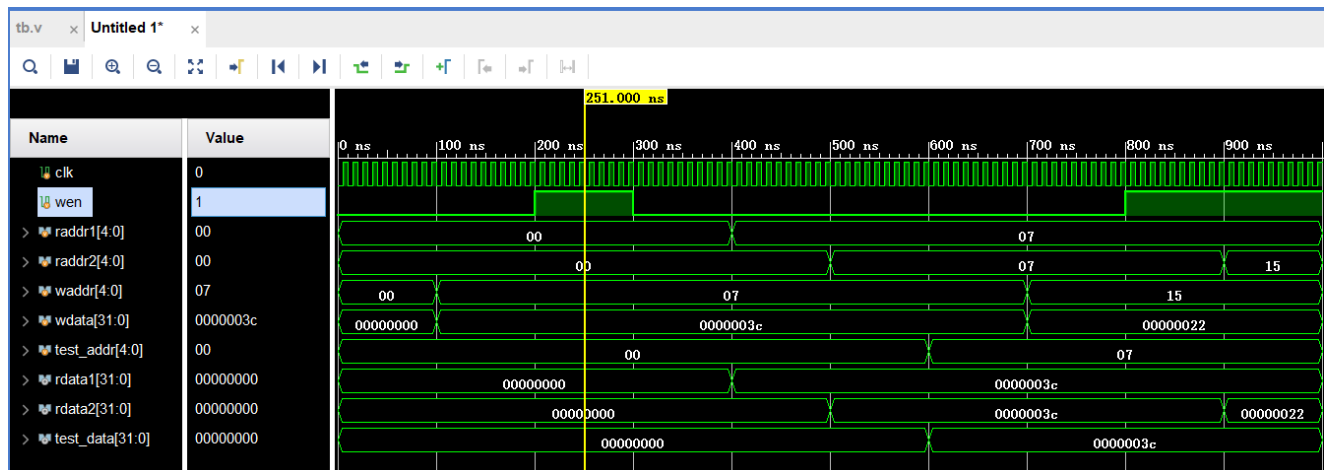 tb.v × Untitled 1* ×
251.000 ns
Name Value
0 ns 100 ns 200 ns 300 ns 400 ns 500 ns 600 ns 700 ns 800 ns 900 ns
clk 0
wen 1
raddr1[4:0] 00 00 07
raddr2[4:0] 00 00 07 15
waddr[4:0] 07 00 07 15
wdata[31:0] 0000003c 00000000 0000003c 00000022
test_addr[4:0] 00 00 07
rdata1[31:0] 00000000 00000000 0000003c
rdata2[31:0] 00000000 00000000 0000003c 00000022
test_data[31:0] 00000000 00000000 0000003c